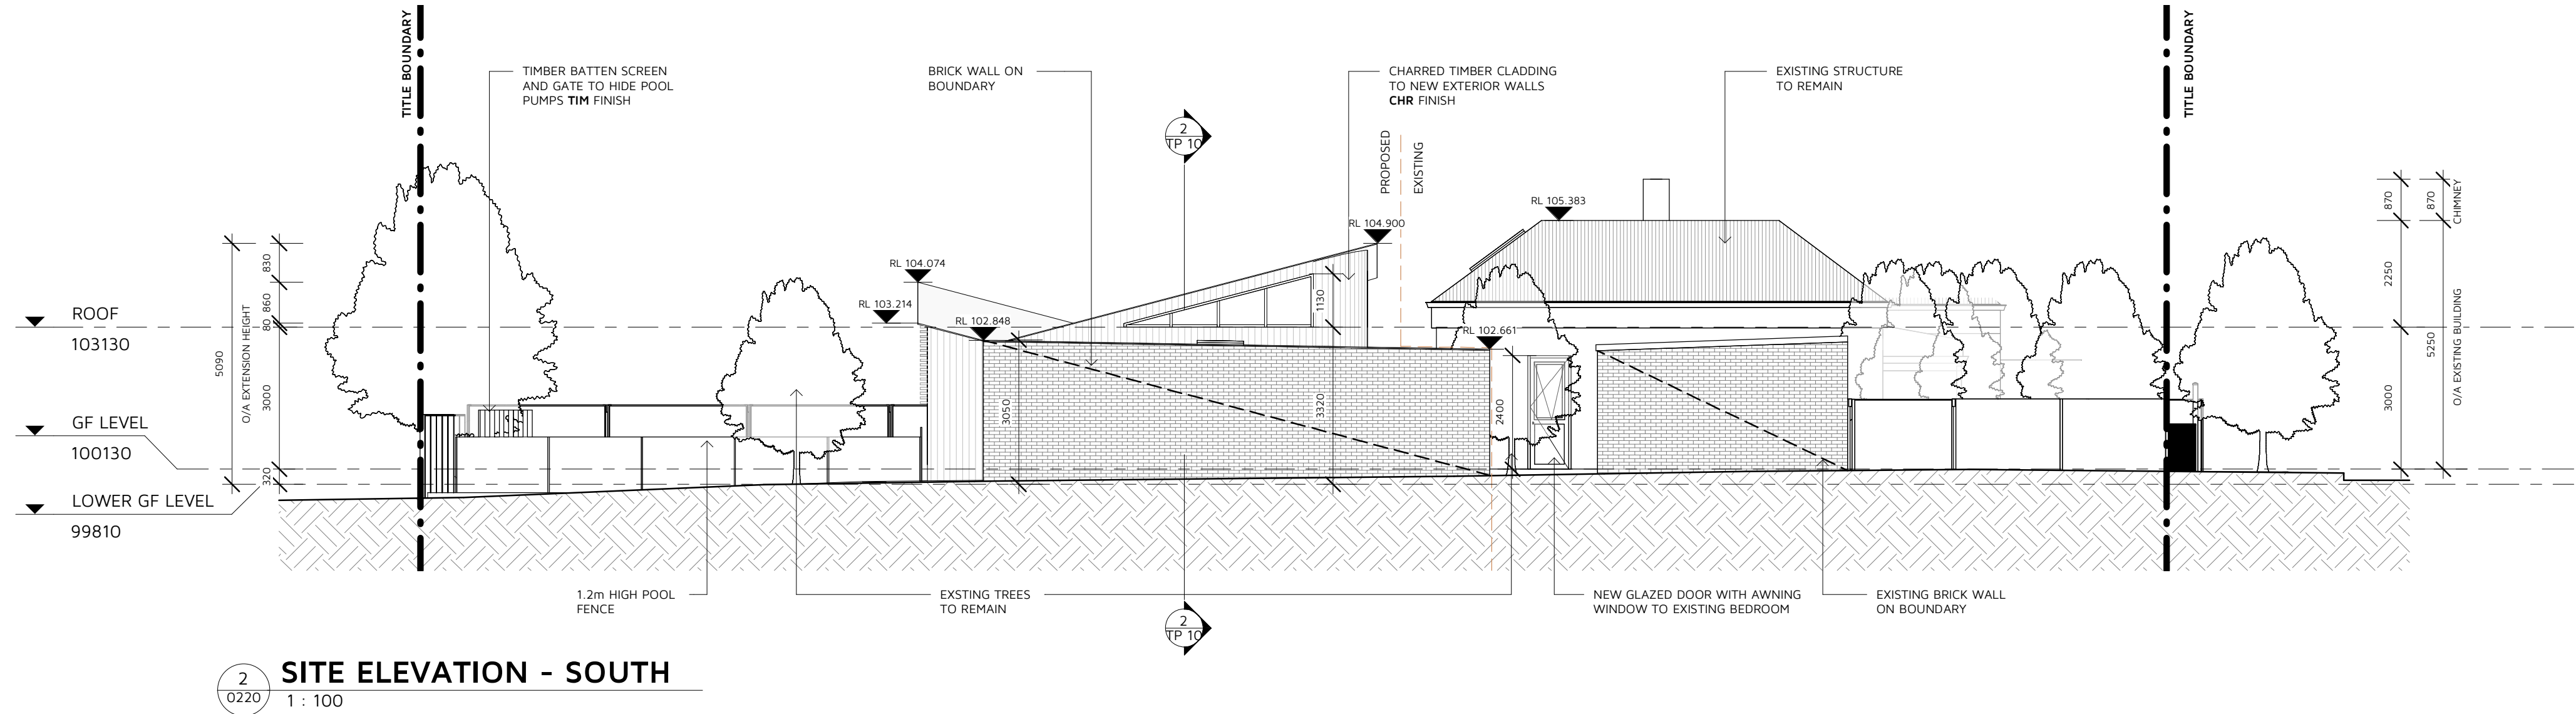 TITLE BOUNDARY
TIMBER BATTEN SCREEN
AND GATE TO HIDE POOL
PUMPS TIM FINISH
BRICK WALL ON
BOUNDARY
CHARRED TIMBER CLADDING
TO NEW EXTERIOR WALLS
CHR FINISH
EXISTING STRUCTURE
TO REMAIN
TITLE BOUNDARY
2
TP 10
PROPOSED
EXISTING
RL 105.383
RL 104.900
RL 104.074
RL 103.214
RL 102.848
RL 102.661
870
870
CHIMNEY
2250
3000
5250
O/A EXISTING BUILDING
830
860
80
3000
320
5090
O/A EXTENSION HEIGHT
1130
3050
3320
2400
ROOF
103130
GF LEVEL
100130
LOWER GF LEVEL
99810
1.2m HIGH POOL
FENCE
EXSTING TREES
TO REMAIN
2
TP 10
NEW GLAZED DOOR WITH AWNING
WINDOW TO EXISTING BEDROOM
EXISTING BRICK WALL
ON BOUNDARY
2
0220
SITE ELEVATION - SOUTH
1 : 100